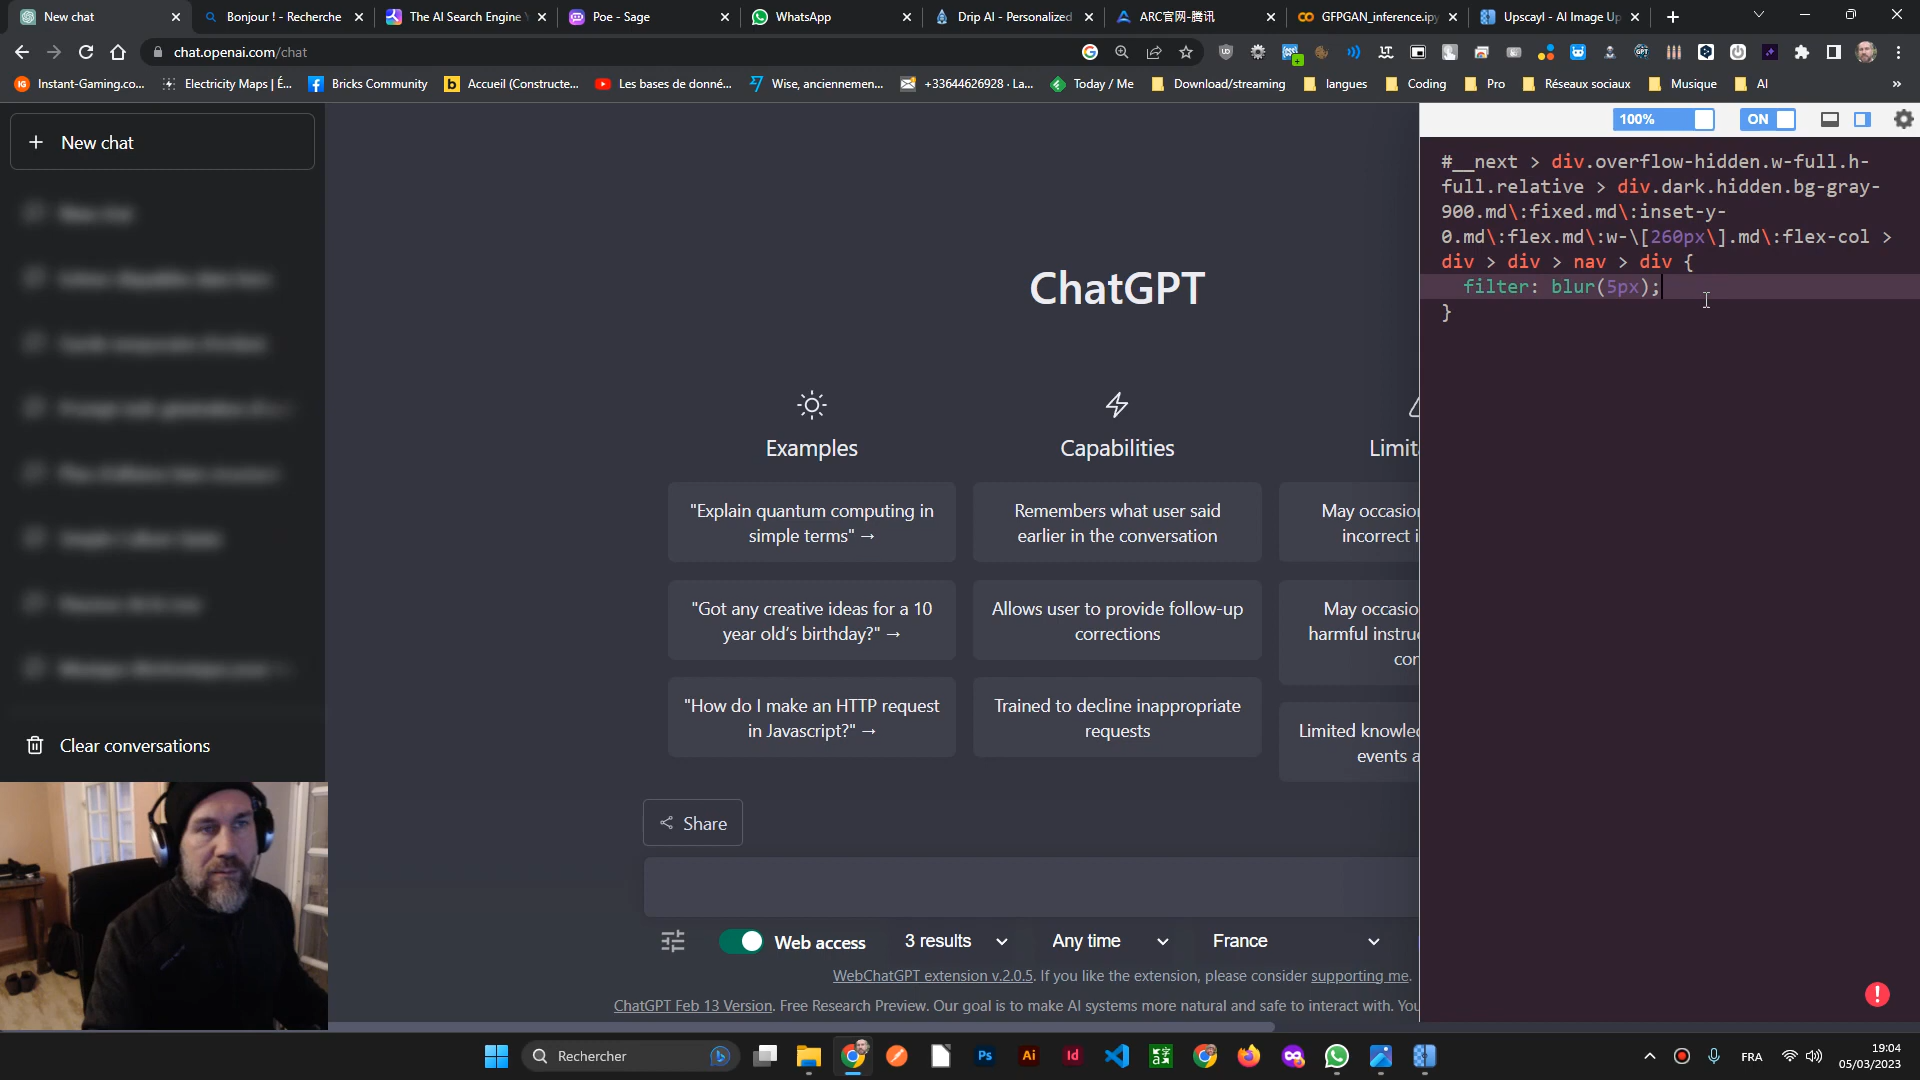 New chat
Bonjour ! - Recherche
The AI Search Engine Y
Poe - Sage
WhatsApp
Drip AI - Personalized
ARC官网-腾讯
GFPGAN_inference.ipy
Upscayl - AI Image Up
chat.openai.com/chat
Instant-Gaming.co...
Electricity Maps | É...
Bricks Community
Accueil (Constructe...
Les bases de donné...
Wise, anciennemen...
+33644626928 · La...
Today / Me
Download/streaming
langues
Coding
Pro
Réseaux sociaux
Musique
AI
»
+ New chat
Clear conversations
ChatGPT
Examples
"Explain quantum computing in
simple terms" →
"Got any creative ideas for a 10
year old's birthday?" →
"How do I make an HTTP request
in Javascript?" →
Capabilities
Remembers what user said
earlier in the conversation
Allows user to provide follow-up
corrections
Trained to decline inappropriate
requests
Limit
May occasio
incorrect i
May occasio
harmful instru
cor
Limited knowle
events a
Share
Web access
3 results
Any time
France
WebChatGPT extension v.2.0.5. If you like the extension, please consider supporting me.
ChatGPT Feb 13 Version. Free Research Preview. Our goal is to make AI systems more natural and safe to interact with. You
100%
ON
#__next > div.overflow-hidden.w-full.h-
full.relative > div.dark.hidden.bg-gray-
900.md\:fixed.md\:inset-y-
0.md\:flex.md\:w-\[260px\].md\:flex-col >
div > div > nav > div {
filter: blur(5px);
}
Rechercher
Ps
Ai
Id
FRA
19:04
05/03/2023